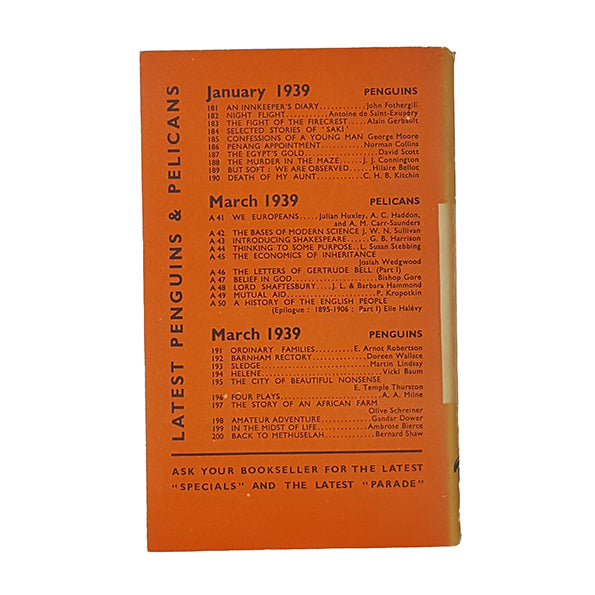 LATEST PENGUINS & PELICANS
January 1939 PENGUINS
181 AN INNKEEPER'S DIARY............John Fothergill
182 NIGHT FLIGHT................Antoine de Saint-Exupéry
183 THE FIGHT OF THE FIRECREST.....Alain Gerbault
184 SELECTED STORIES OF 'SAKI'
185 CONFESSIONS OF A YOUNG MAN George Moore
186 PENANG APPOINTMENT............Norman Collins
187 THE EGYPT'S GOLD..................David Scott
188 THE MURDER IN THE MAZE......J. J. Connington
189 BUT SOFT : WE ARE OBSERVED......Hilaire Belloc
190 DEATH OF MY AUNT..............C. H. B. Kitchin
March 1939 PELICANS
A 41 WE EUROPEANS.....Julian Huxley, A. C. Haddon,
and A. M. Carr-Saunders
A 42 THE BASES OF MODERN SCIENCE J. W. N. Sullivan
A 43 INTRODUCING SHAKESPEARE.....G. B. Harrison
A 44 THINKING TO SOME PURPOSE..L. Susan Stebbing
A 45 THE ECONOMICS OF INHERITANCE
Josiah Wedgwood
A 46 THE LETTERS OF GERTRUDE BELL (Part I)
A 47 BELIEF IN GOD....................Bishop Gore
A 48 LORD SHAFTESBURY....J. L. & Barbara Hammond
A 49 MUTUAL AID.....................P. Kropotkin
A 50 A HISTORY OF THE ENGLISH PEOPLE
(Epilogue : 1895-1906 : Part I) Elie Halévy
March 1939 PENGUINS
191 ORDINARY FAMILIES..........E. Arnot Robertson
192 BARNHAM RECTORY..............Doreen Wallace
193 SLEDGE........................Martin Lindsay
194 HELENE..........................Vicki Baum
195 THE CITY OF BEAUTIFUL NONSENSE
E. Temple Thurston
196 FOUR PLAYS.....................A. A. Milne
197 THE STORY OF AN AFRICAN FARM
Olive Schreiner
198 AMATEUR ADVENTURE............Gandar Dower
199 IN THE MIDST OF LIFE............Ambrose Bierce
200 BACK TO METHUSELAH............Bernard Shaw
ASK YOUR BOOKSELLER FOR THE LATEST
"SPECIALS" AND THE LATEST "PARADE"